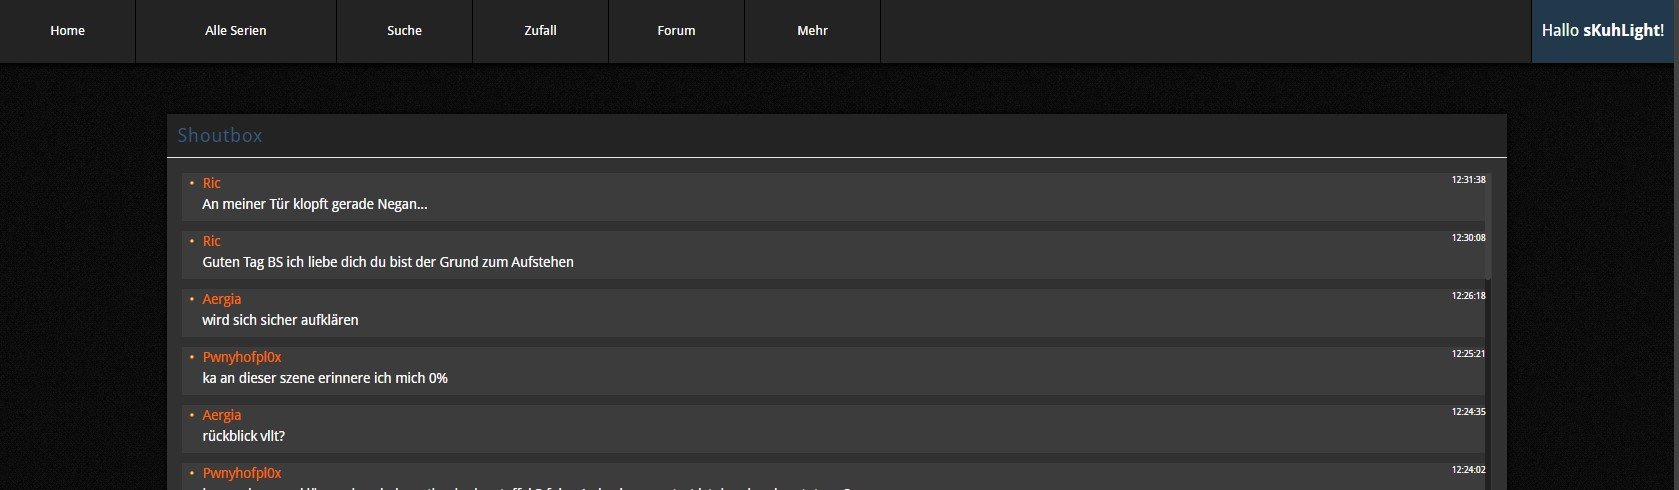 Home Alle Serien Suche Zufall Forum Mehr Hallo sKuhLight!
Shoutbox
• Ric 12:31:38
An meiner Tür klopft gerade Negan...
• Ric 12:30:08
Guten Tag BS ich liebe dich du bist der Grund zum Aufstehen
• Aergia 12:26:18
wird sich sicher aufklären
• Pwnyhofpl0x 12:25:21
ka an dieser szene erinnere ich mich 0%
• Aergia 12:24:35
rückblick vllt?
• Pwnyhofpl0x 12:24:02